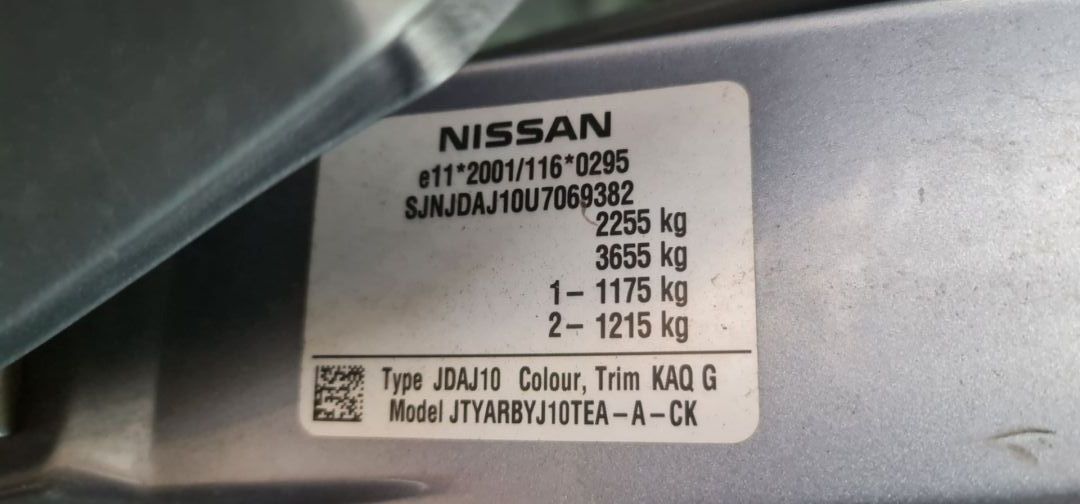 NISSAN
e11*2001/116*0295
SJNJDAJ10U7069382
2255 kg
3655 kg
1- 1175 kg
2- 1215 kg
Type JDAJ10 Colour, Trim KAQ G
Model JTYARBYJ10TEA-A-CK